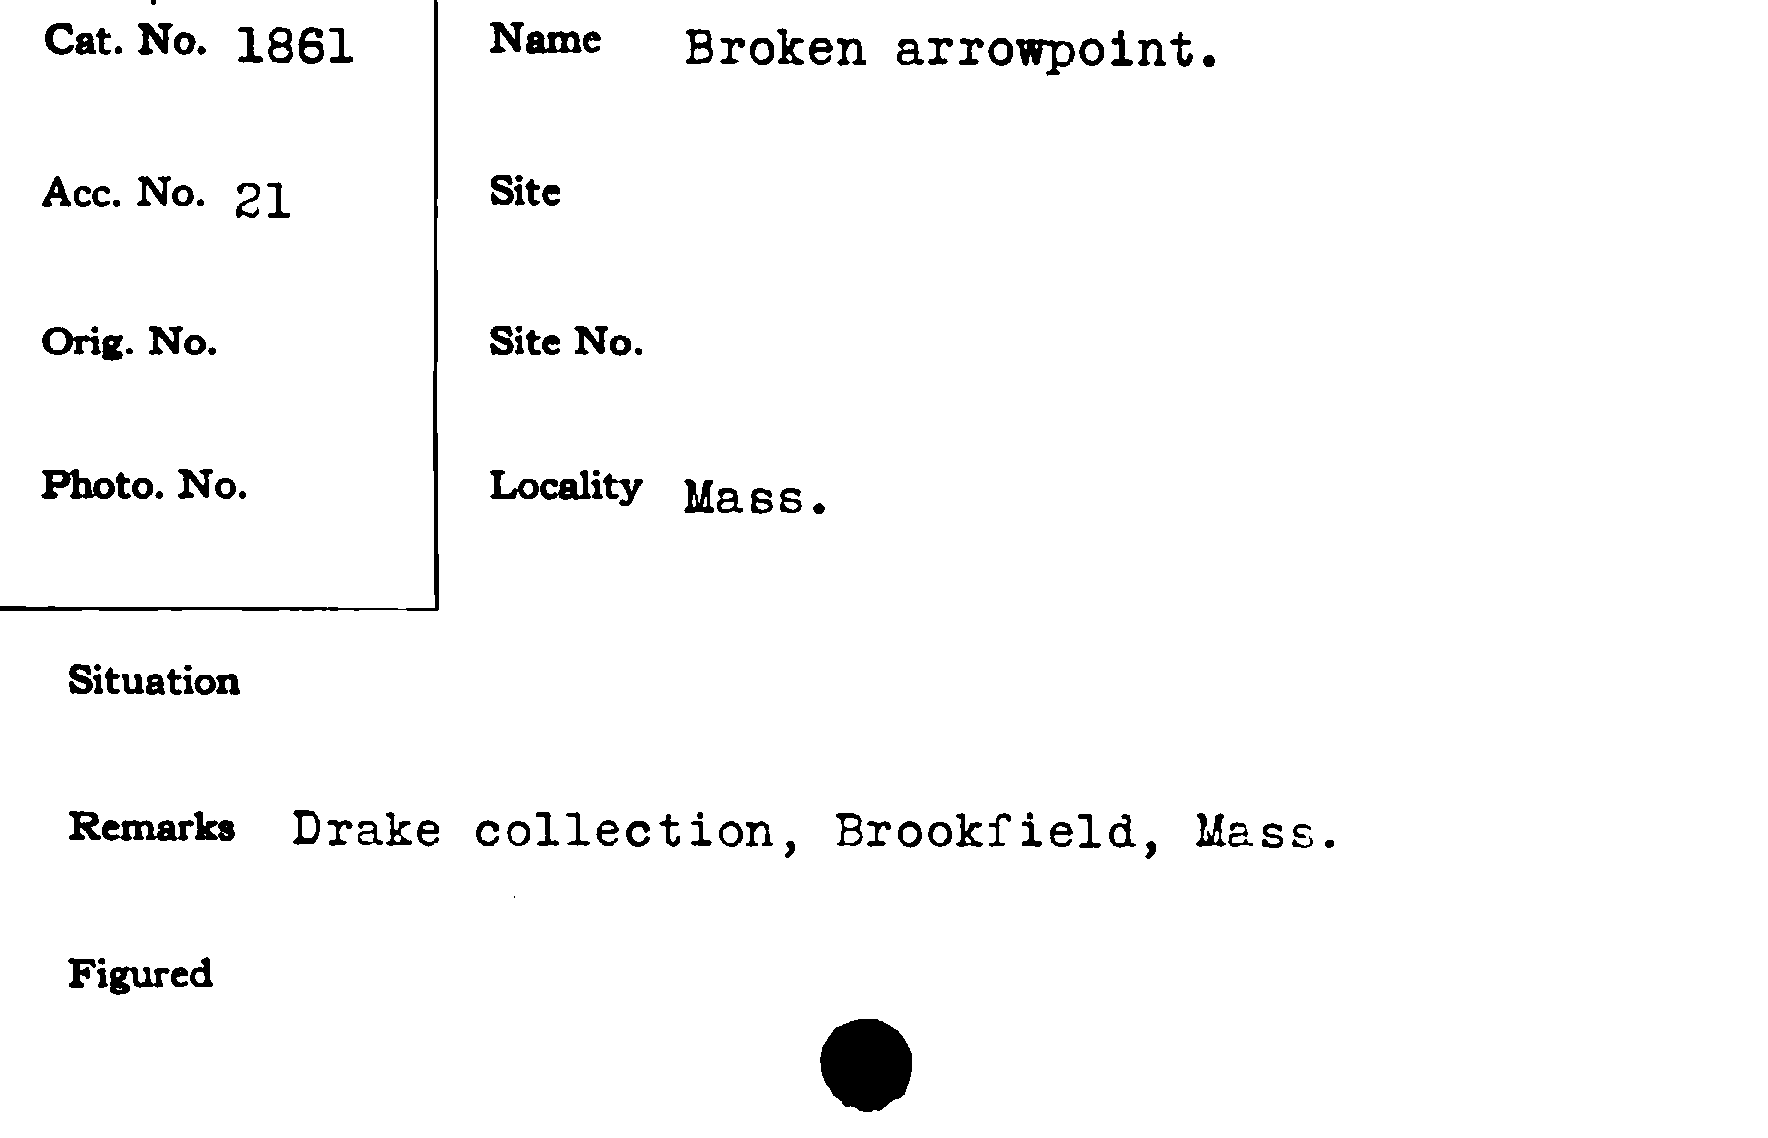 Cat. No. 1861
Name Broken arrowpoint.
Acc. No. 21
Site
Orig. No.
Site No.
Photo. No.
Locality Mass.
Situation
Remarks Drake collection, Brookfield, Mass.
Figured